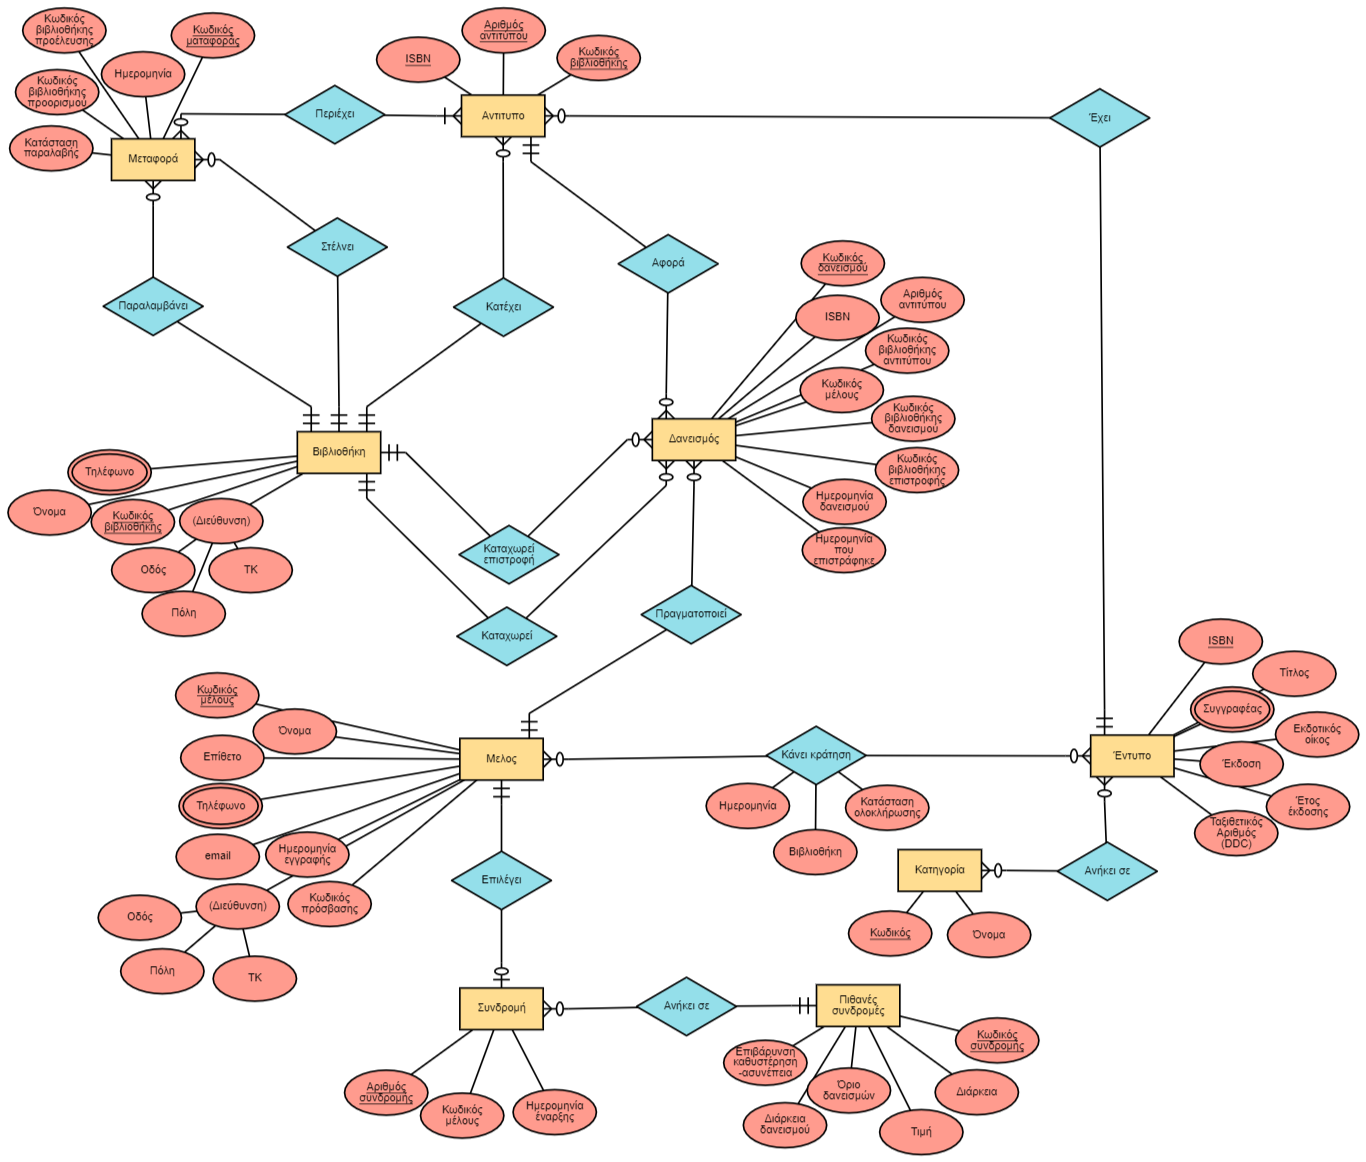 Κωδικός
βιβλιοθήκης
προέλευσης
Κωδικός
ματαφοράς
Ημερομηνία
Κωδικός
βιβλιοθήκης
προορισμού
Κατάσταση
παραλαβής
Μεταφορά
Περιέχει
ISBN
Αριθμός
αντιτύπου
Κωδικός
βιβλιοθήκης
Αντιτυπο
Έχει
Στέλνει
Παραλαμβάνει
Κατέχει
Αφορά
Κωδικός
δανεισμού
ISBN
Αριθμός
αντιτύπου
Κωδικός
βιβλιοθήκης
αντιτύπου
Κωδικός
μέλους
Κωδικός
βιβλιοθήκης
δανεισμού
Κωδικός
βιβλιοθήκης
επιστροφής
Ημερομηνία
δανεισμού
Ημερομηνία
που
επιστράφηκε
Δανεισμός
Βιβλιοθήκη
Τηλέφωνο
Όνομα
Κωδικός
βιβλιοθήκης
(Διεύθυνση)
Οδός
ΤΚ
Πόλη
Καταχωρεί
επιστροφή
Καταχωρεί
Πραγματοποιεί
Κωδικός
μέλους
Όνομα
Επίθετο
Τηλέφωνο
email
Ημερομηνία
εγγραφής
Κωδικός
πρόσβασης
(Διεύθυνση)
Οδός
Πόλη
ΤΚ
Μελος
Κάνει κράτηση
Ημερομηνία
Βιβλιοθήκη
Κατάσταση
ολοκλήρωσης
ISBN
Τίτλος
Συγγραφέας
Εκδοτικός
οίκος
Έκδοση
Έτος
έκδοσης
Ταξιθετικός
Αριθμός
(DDC)
Έντυπο
Ανήκει σε
Κατηγορία
Κωδικός
Όνομα
Επιλέγει
Συνδρομή
Αριθμός
συνδρομής
Κωδικός
μέλους
Ημερομηνία
έναρξης
Ανήκει σε
Πιθανές
συνδρομές
Επιβάρυνση
καθυστέρηση
-ασυνέπεια
Διάρκεια
δανεισμού
Όριο
δανεισμών
Τιμή
Διάρκεια
Κωδικός
συνδρομής